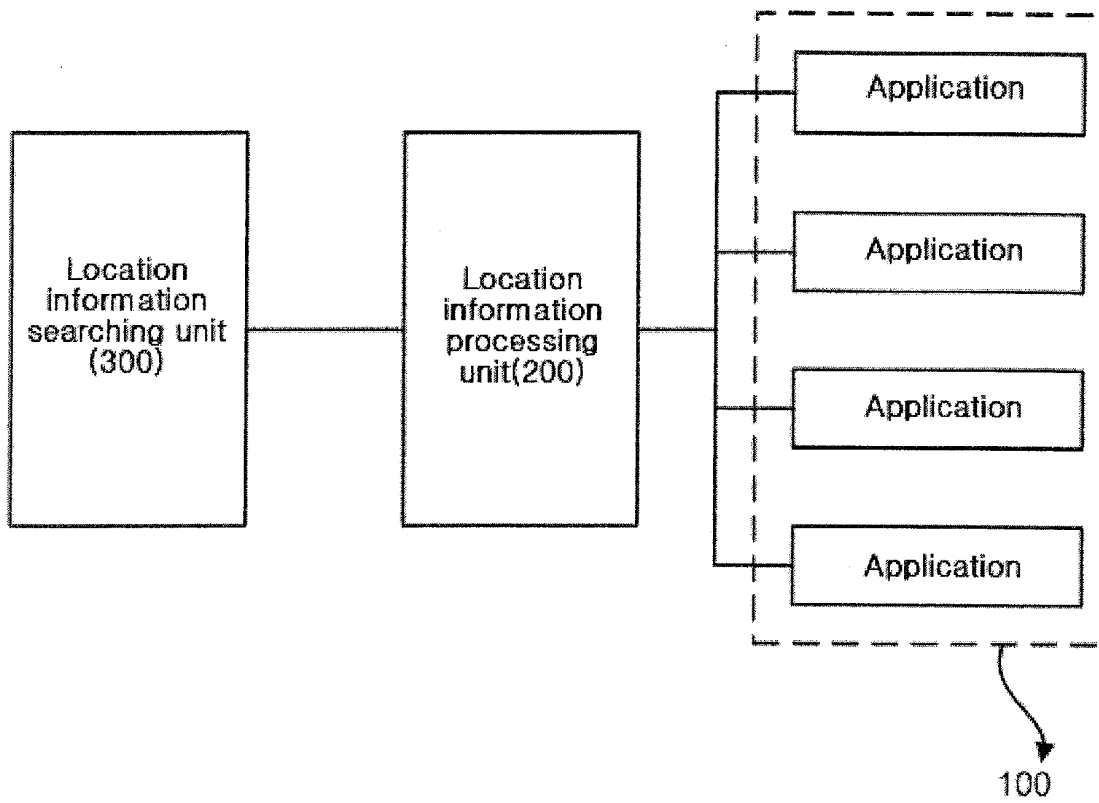 Location
information
searching unit
(300)
Location
information
processing
unit(200)
Application
Application
Application
Application
100